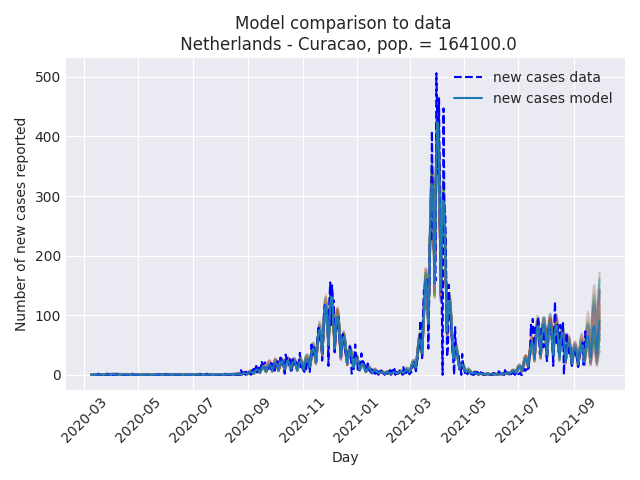 Model comparison to data
Netherlands - Curacao, pop. = 164100.0
new cases data
new cases model
Number of new cases reported
500
400
300
200
100
0
2020-03
2020-05
2020-07
2020-09
2020-11
2021-01
2021-03
2021-05
2021-07
2021-09
Day